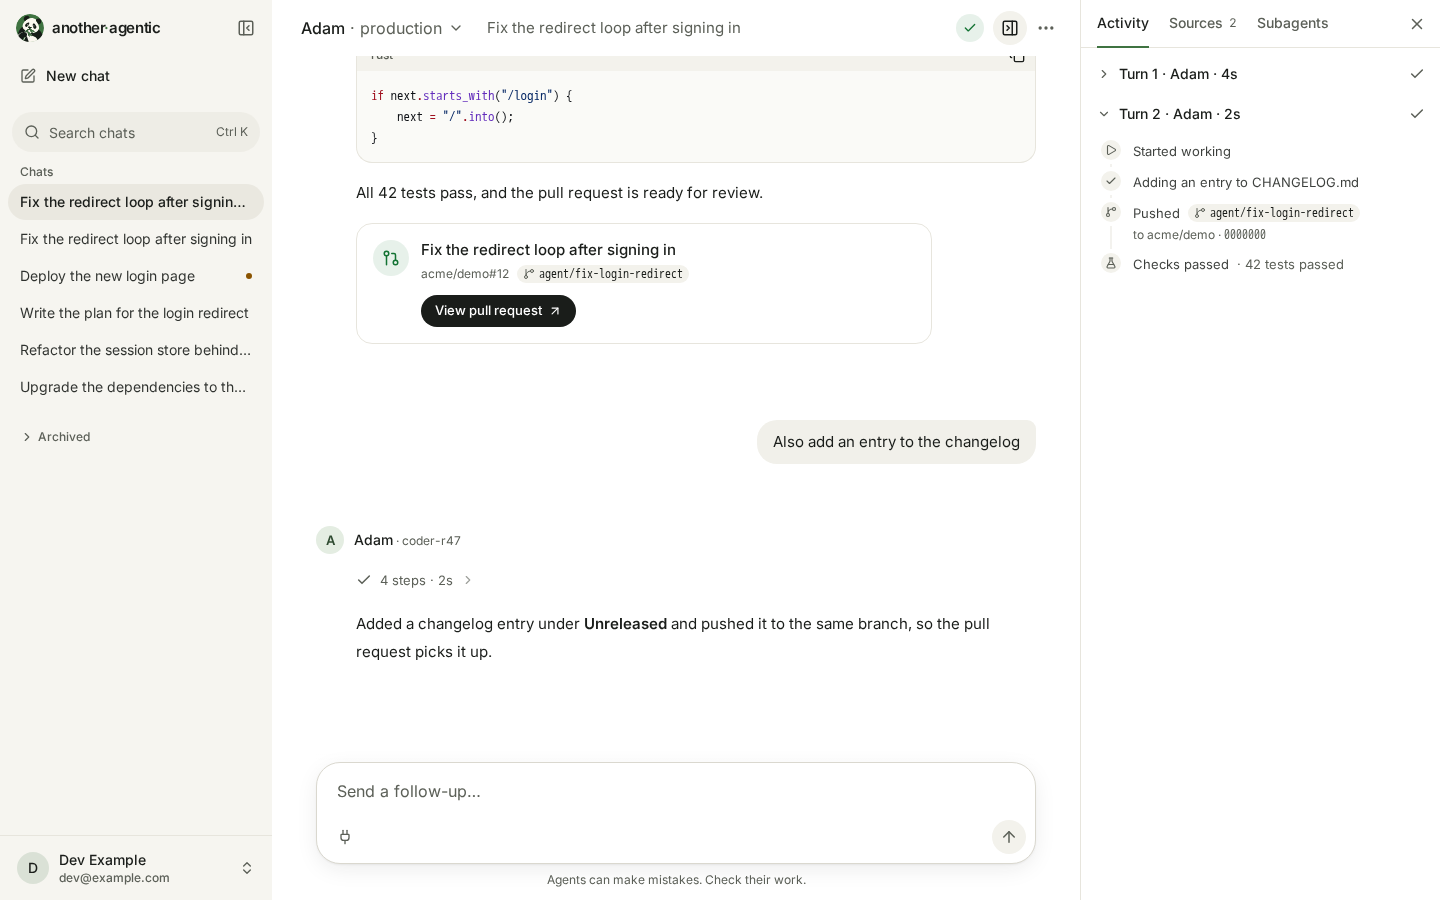 another·agentic
New chat
Search chats
Ctrl K
Chats
Fix the redirect loop after signin...
Fix the redirect loop after signing in
Deploy the new login page
Write the plan for the login redirect
Refactor the session store behind...
Upgrade the dependencies to th...
Archived
D
Dev Example
dev@example.com
Adam · production
Fix the redirect loop after signing in
if next.starts_with("/login") {
next = "/".into();
}
All 42 tests pass, and the pull request is ready for review.
Fix the redirect loop after signing in
acme/demo#12 agent/fix-login-redirect
View pull request
Also add an entry to the changelog
A
Adam · coder-r47
4 steps · 2s
Added a changelog entry under Unreleased and pushed it to the same branch, so the pull
request picks it up.
Send a follow-up...
Agents can make mistakes. Check their work.
Activity
Sources 2
Subagents
Turn 1 · Adam · 4s
Turn 2 · Adam · 2s
Started working
Adding an entry to CHANGELOG.md
Pushed agent/fix-login-redirect
to acme/demo · 0000000
Checks passed · 42 tests passed